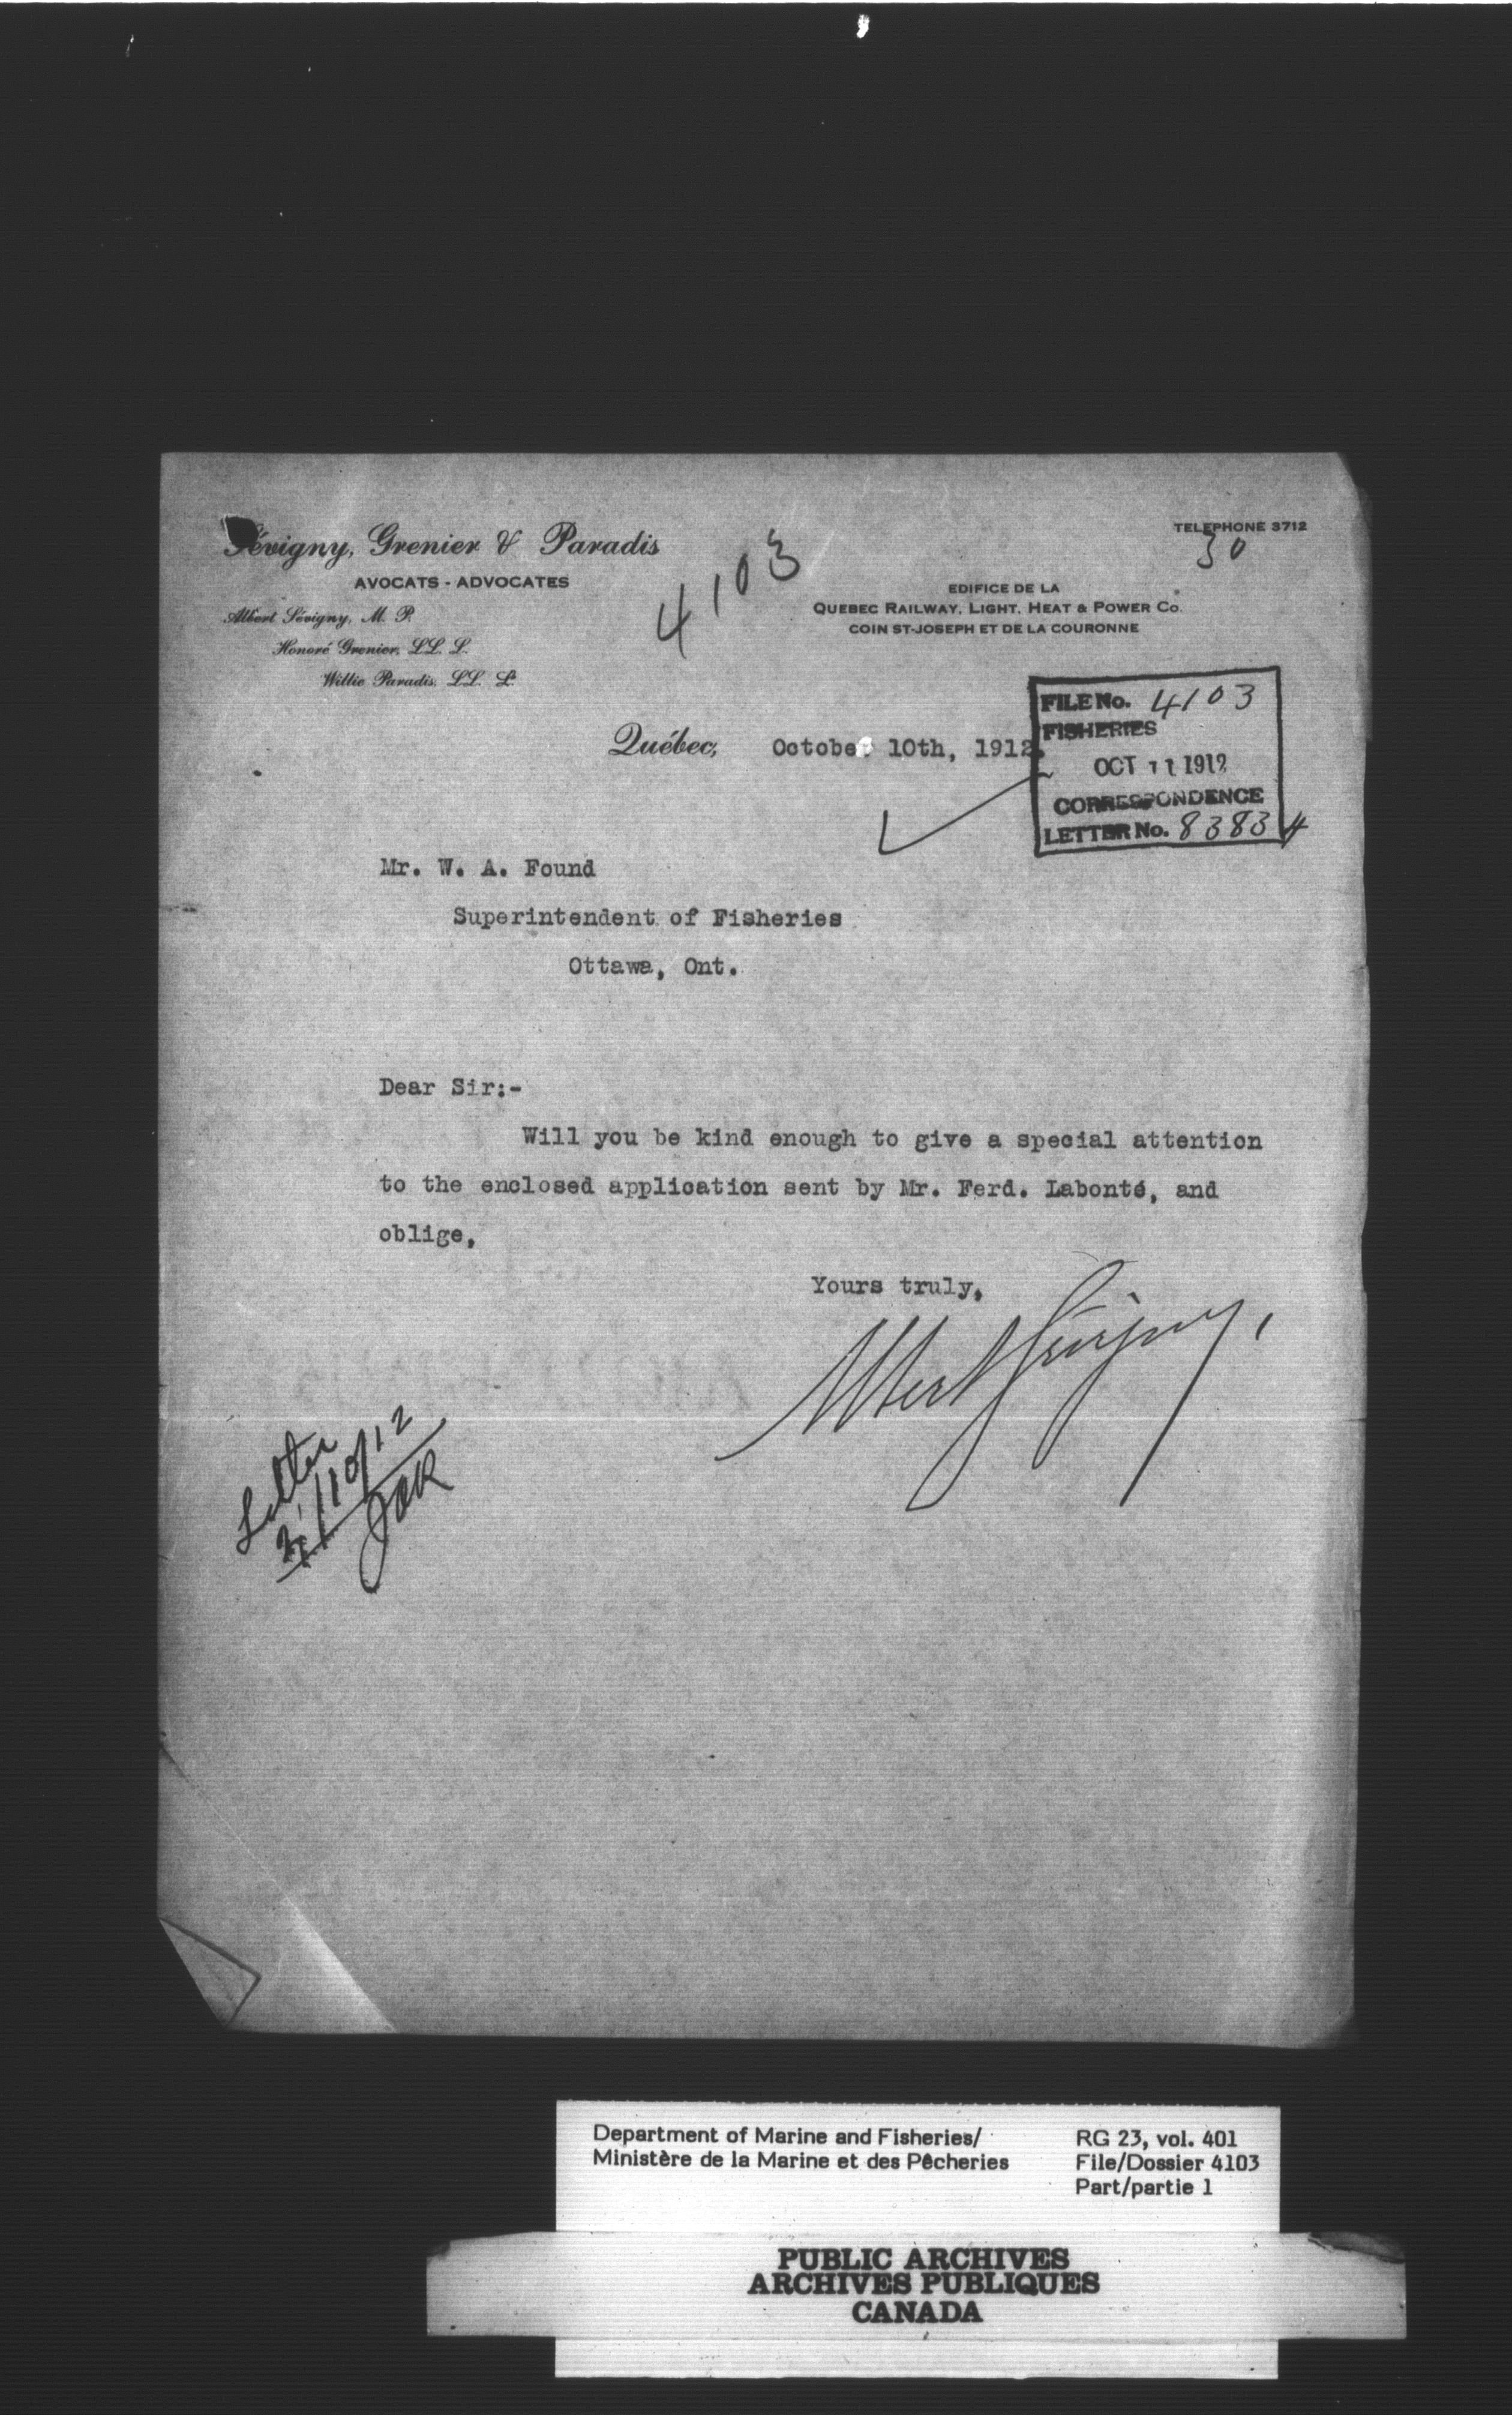 Sévigny, Grenier & Paradis
AVOCATS - ADVOCATES
Albert Sévigny, M. P.
Honoré Grenier, LL. L.
Willie Paradis, LL. L.
4103
TELEPHONE 3712
30
EDIFICE DE LA
QUEBEC RAILWAY, LIGHT, HEAT & POWER CO.
COIN ST-JOSEPH ET DE LA COURONNE
FILE No. 4103
FISHERIES
OCT 11 1912
CORRESPONDENCE
LETTER No. 83834
Québec, October 10th, 1912.
Mr. W. A. Found
Superintendent of Fisheries
Ottawa, Ont.
Dear Sir:-
Will you be kind enough to give a special attention
to the enclosed application sent by Mr. Ferd. Labonté, and
oblige,
Yours truly,
Albert Sévigny,
Letter
/10/12
Department of Marine and Fisheries/
Ministère de la Marine et des Pêcheries
RG 23, vol. 401
File/Dossier 4103
Part/partie 1
PUBLIC ARCHIVES
ARCHIVES PUBLIQUES
CANADA